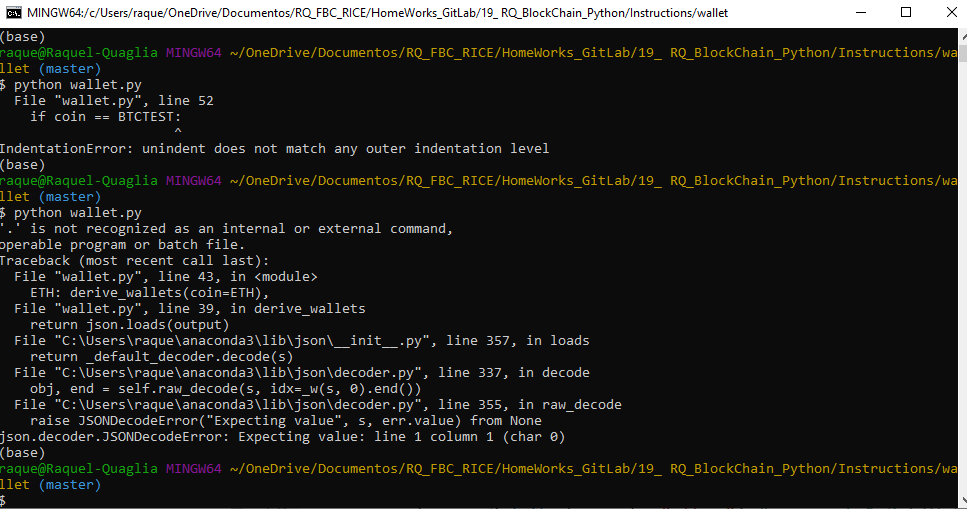 MINGW64:/c/Users/raque/OneDrive/Documentos/RQ_FBC_RICE/HomeWorks_GitLab/19_ RQ_BlockChain_Python/Instructions/wallet
(base)
raque@Raquel-Quaglia MINGW64 ~/OneDrive/Documentos/RQ_FBC_RICE/HomeWorks_GitLab/19_ RQ_BlockChain_Python/Instructions/wa
llet (master)
$ python wallet.py
  File "wallet.py", line 52
    if coin == BTCTEST:
                      ^
IndentationError: unindent does not match any outer indentation level
(base)
raque@Raquel-Quaglia MINGW64 ~/OneDrive/Documentos/RQ_FBC_RICE/HomeWorks_GitLab/19_ RQ_BlockChain_Python/Instructions/wa
llet (master)
$ python wallet.py
'.' is not recognized as an internal or external command,
operable program or batch file.
Traceback (most recent call last):
  File "wallet.py", line 43, in <module>
    ETH: derive_wallets(coin=ETH),
  File "wallet.py", line 39, in derive_wallets
    return json.loads(output)
  File "C:\Users\raque\anaconda3\lib\json\__init__.py", line 357, in loads
    return _default_decoder.decode(s)
  File "C:\Users\raque\anaconda3\lib\json\decoder.py", line 337, in decode
    obj, end = self.raw_decode(s, idx=_w(s, 0).end())
  File "C:\Users\raque\anaconda3\lib\json\decoder.py", line 355, in raw_decode
    raise JSONDecodeError("Expecting value", s, err.value) from None
json.decoder.JSONDecodeError: Expecting value: line 1 column 1 (char 0)
(base)
raque@Raquel-Quaglia MINGW64 ~/OneDrive/Documentos/RQ_FBC_RICE/HomeWorks_GitLab/19_ RQ_BlockChain_Python/Instructions/wa
llet (master)
$